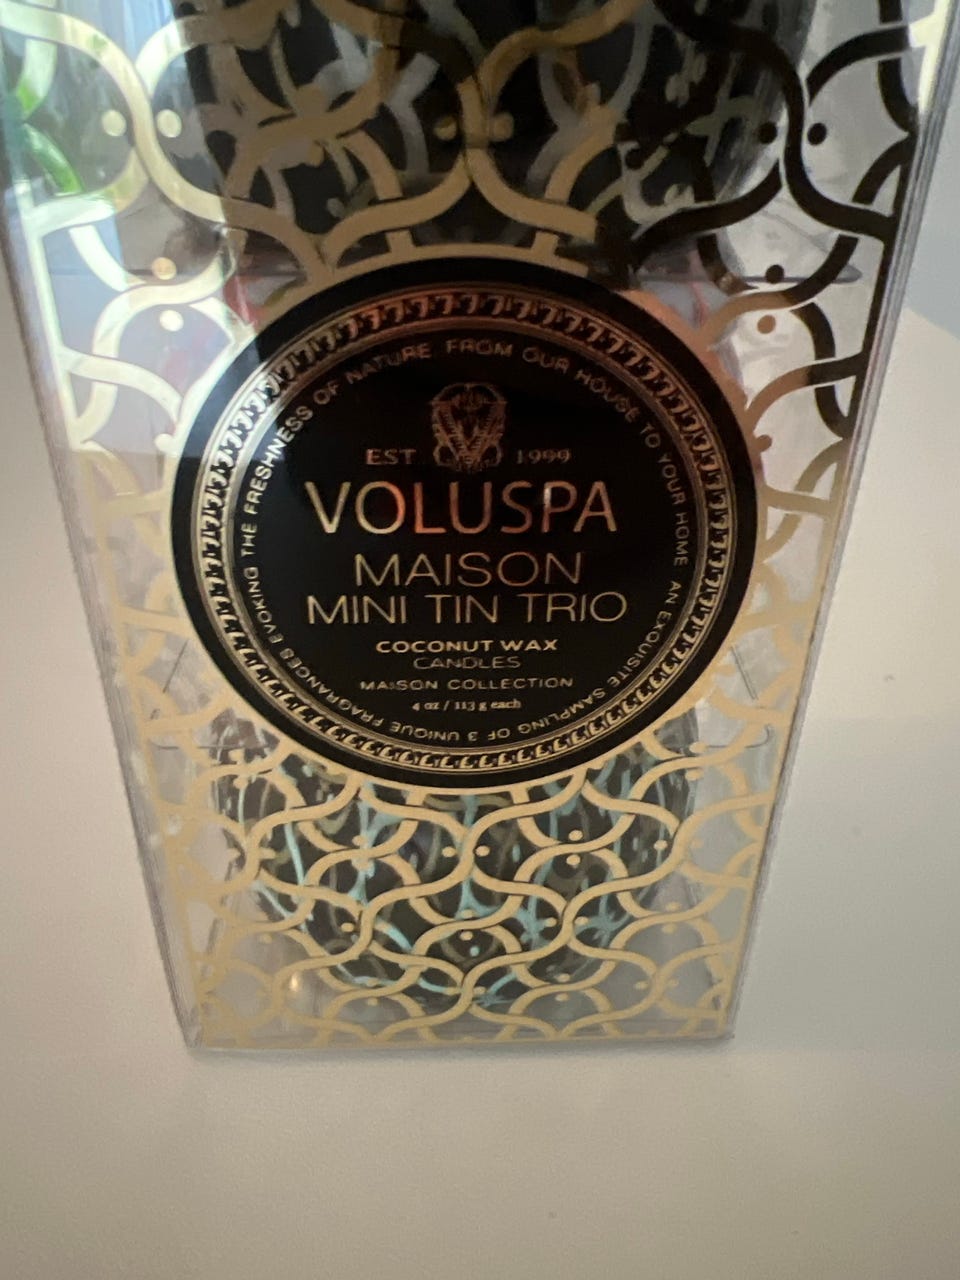 FROM OUR HOUSE TO YOUR HOME AN EXQUISITE SAMPLING OF 3 UNIQUE FRAGRANCES EVOKING THE FRESHNESS OF NATURE
EST 1999
VOLUSPA
MAISON
MINI TIN TRIO
COCONUT WAX
CANDLES
MAISON COLLECTION
4 oz / 113 g each